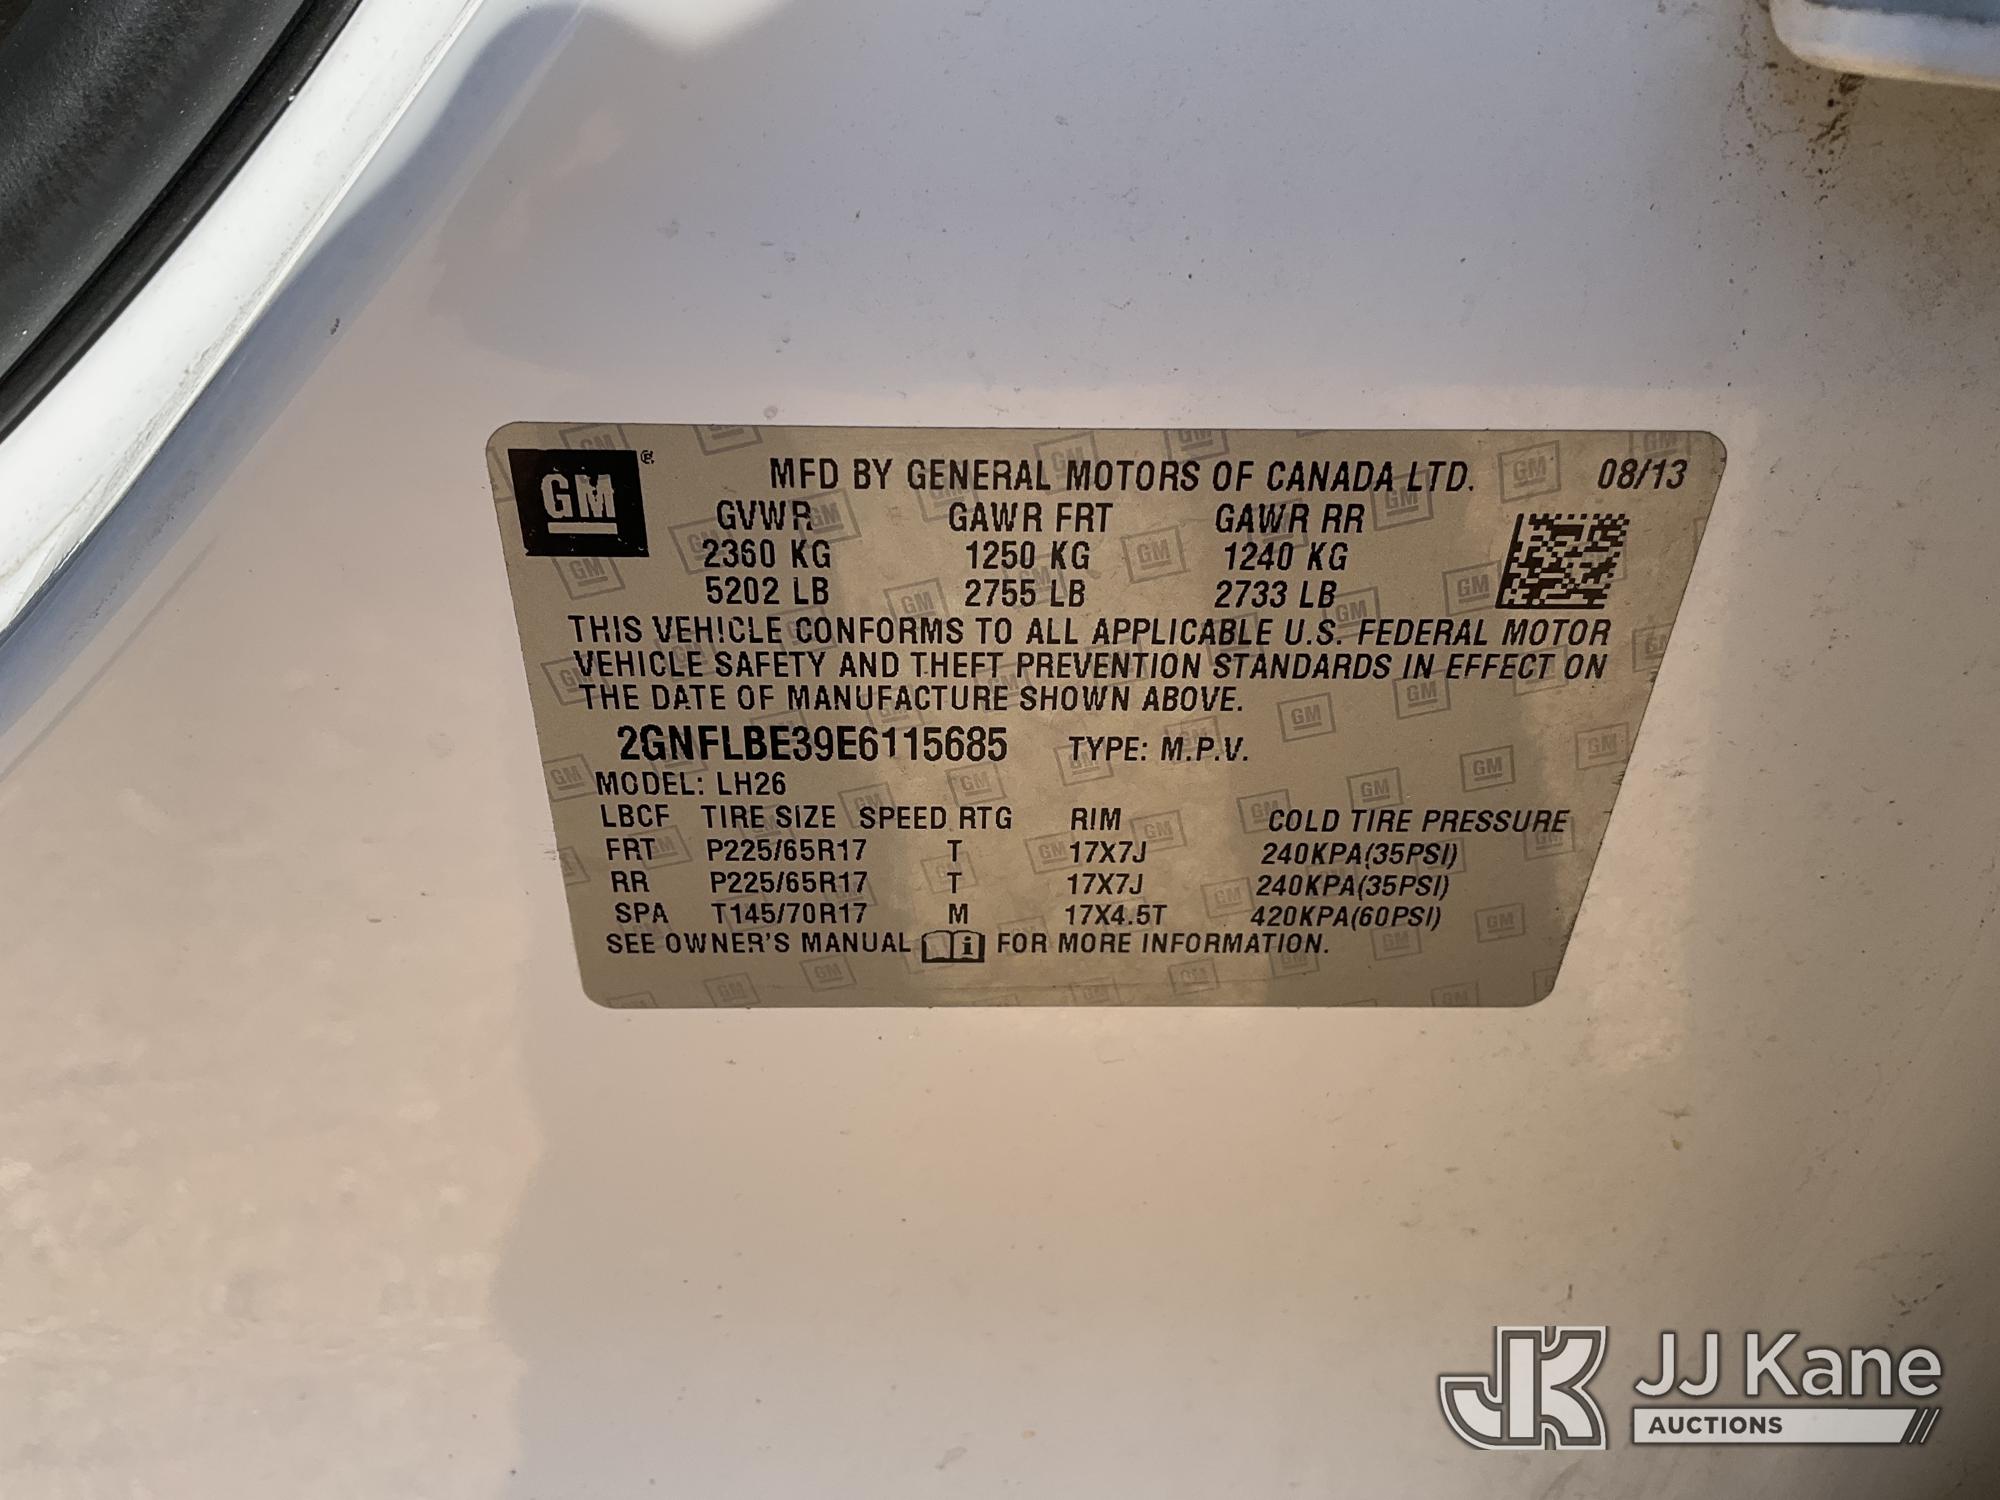 GM ®
MFD BY GENERAL MOTORS OF CANADA LTD. 08/13
GVWR GAWR FRT GAWR RR
2360 KG 1250 KG 1240 KG
5202 LB 2755 LB 2733 LB
THIS VEHICLE CONFORMS TO ALL APPLICABLE U.S. FEDERAL MOTOR
VEHICLE SAFETY AND THEFT PREVENTION STANDARDS IN EFFECT ON
THE DATE OF MANUFACTURE SHOWN ABOVE.
2GNFLBE39E6115685 TYPE: M.P.V.
MODEL: LH26
LBCF TIRE SIZE SPEED RTG RIM COLD TIRE PRESSURE
FRT P225/65R17 T 17X7J 240KPA(35PSI)
RR P225/65R17 T 17X7J 240KPA(35PSI)
SPA T145/70R17 M 17X4.5T 420KPA(60PSI)
SEE OWNER'S MANUAL i FOR MORE INFORMATION.
JK JJ Kane
AUCTIONS